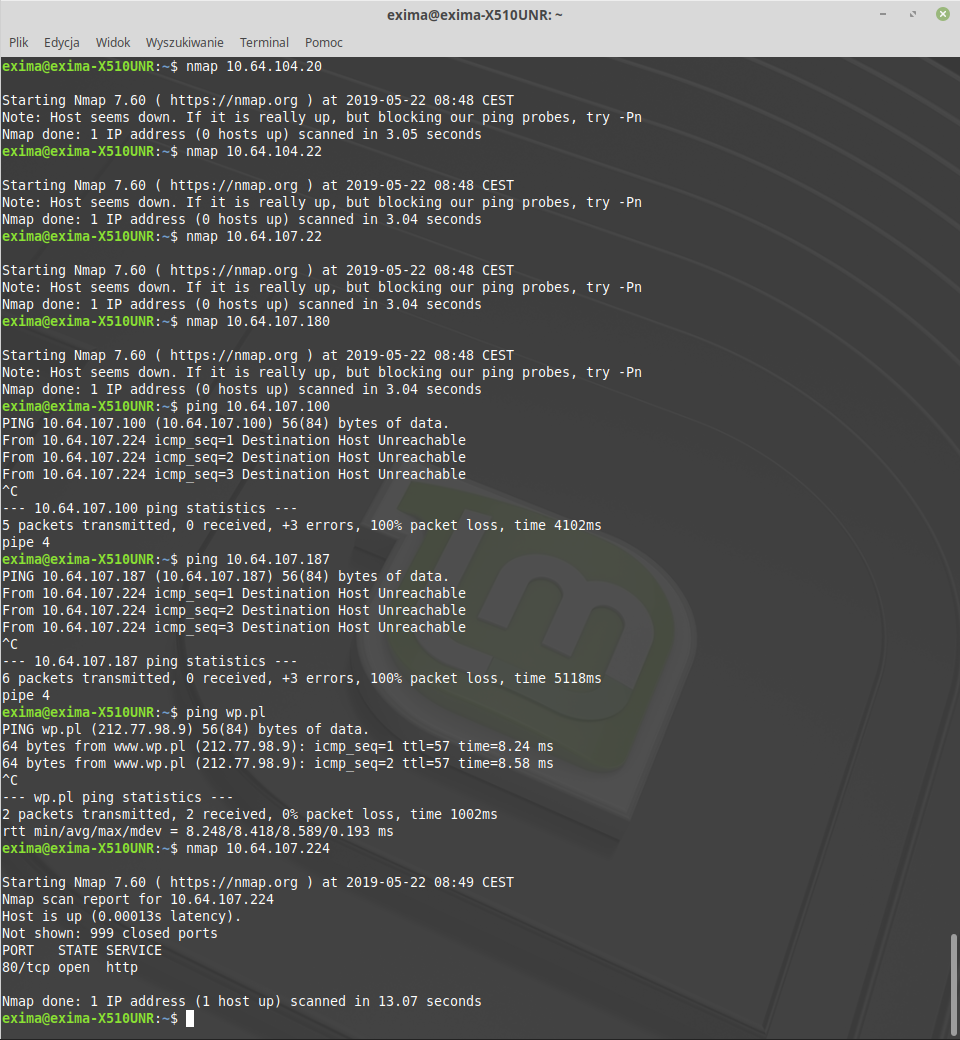 exima@exima-X510UNR: ~
Plik Edycja Widok Wyszukiwanie Terminal Pomoc
exima@exima-X510UNR:~$ nmap 10.64.104.20

Starting Nmap 7.60 ( https://nmap.org ) at 2019-05-22 08:48 CEST
Note: Host seems down. If it is really up, but blocking our ping probes, try -Pn
Nmap done: 1 IP address (0 hosts up) scanned in 3.05 seconds
exima@exima-X510UNR:~$ nmap 10.64.104.22

Starting Nmap 7.60 ( https://nmap.org ) at 2019-05-22 08:48 CEST
Note: Host seems down. If it is really up, but blocking our ping probes, try -Pn
Nmap done: 1 IP address (0 hosts up) scanned in 3.04 seconds
exima@exima-X510UNR:~$ nmap 10.64.107.22

Starting Nmap 7.60 ( https://nmap.org ) at 2019-05-22 08:48 CEST
Note: Host seems down. If it is really up, but blocking our ping probes, try -Pn
Nmap done: 1 IP address (0 hosts up) scanned in 3.04 seconds
exima@exima-X510UNR:~$ nmap 10.64.107.180

Starting Nmap 7.60 ( https://nmap.org ) at 2019-05-22 08:48 CEST
Note: Host seems down. If it is really up, but blocking our ping probes, try -Pn
Nmap done: 1 IP address (0 hosts up) scanned in 3.04 seconds
exima@exima-X510UNR:~$ ping 10.64.107.100
PING 10.64.107.100 (10.64.107.100) 56(84) bytes of data.
From 10.64.107.224 icmp_seq=1 Destination Host Unreachable
From 10.64.107.224 icmp_seq=2 Destination Host Unreachable
From 10.64.107.224 icmp_seq=3 Destination Host Unreachable
^C
--- 10.64.107.100 ping statistics ---
5 packets transmitted, 0 received, +3 errors, 100% packet loss, time 4102ms
pipe 4
exima@exima-X510UNR:~$ ping 10.64.107.187
PING 10.64.107.187 (10.64.107.187) 56(84) bytes of data.
From 10.64.107.224 icmp_seq=1 Destination Host Unreachable
From 10.64.107.224 icmp_seq=2 Destination Host Unreachable
From 10.64.107.224 icmp_seq=3 Destination Host Unreachable
^C
--- 10.64.107.187 ping statistics ---
6 packets transmitted, 0 received, +3 errors, 100% packet loss, time 5118ms
pipe 4
exima@exima-X510UNR:~$ ping wp.pl
PING wp.pl (212.77.98.9) 56(84) bytes of data.
64 bytes from www.wp.pl (212.77.98.9): icmp_seq=1 ttl=57 time=8.24 ms
64 bytes from www.wp.pl (212.77.98.9): icmp_seq=2 ttl=57 time=8.58 ms
^C
--- wp.pl ping statistics ---
2 packets transmitted, 2 received, 0% packet loss, time 1002ms
rtt min/avg/max/mdev = 8.248/8.418/8.589/0.193 ms
exima@exima-X510UNR:~$ nmap 10.64.107.224

Starting Nmap 7.60 ( https://nmap.org ) at 2019-05-22 08:49 CEST
Nmap scan report for 10.64.107.224
Host is up (0.00013s latency).
Not shown: 999 closed ports
PORT   STATE SERVICE
80/tcp open  http

Nmap done: 1 IP address (1 host up) scanned in 13.07 seconds
exima@exima-X510UNR:~$